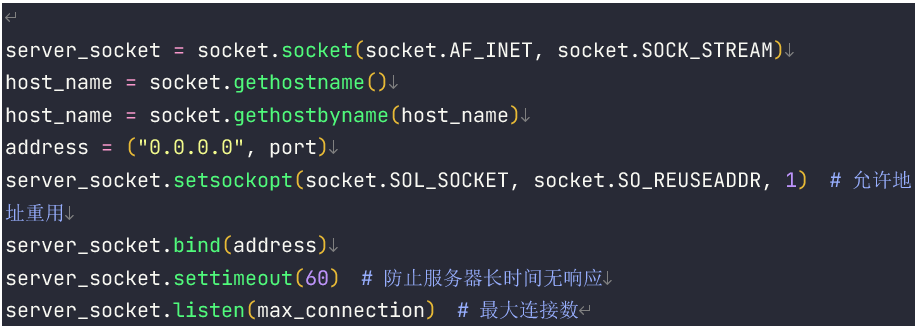 server_socket = socket.socket(socket.AF_INET, socket.SOCK_STREAM)↓
host_name = socket.gethostname()↓
host_name = socket.gethostbyname(host_name)↓
address = ("0.0.0.0", port)↓
server_socket.setsockopt(socket.SOL_SOCKET, socket.SO_REUSEADDR, 1)  # 允许地
址重用↓
server_socket.bind(address)↓
server_socket.settimeout(60)  # 防止服务器长时间无响应↓
server_socket.listen(max_connection)  # 最大连接数↵